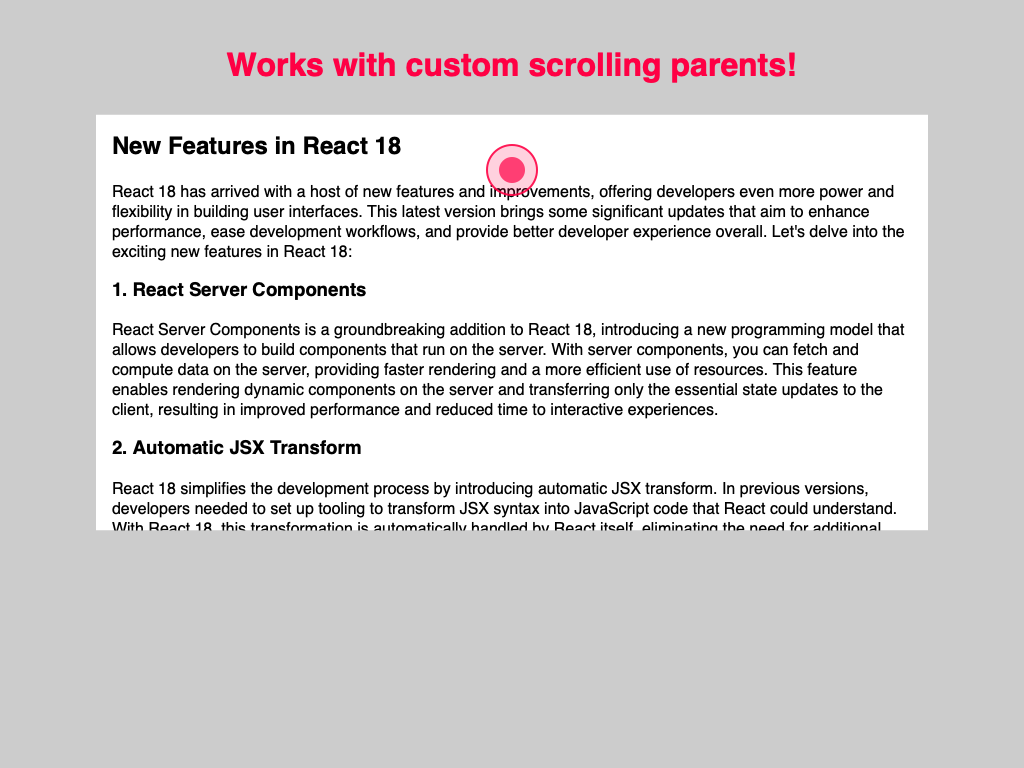 Works with custom scrolling parents!
New Features in React 18
React 18 has arrived with a host of new features and improvements, offering developers even more power and
flexibility in building user interfaces. This latest version brings some significant updates that aim to enhance
performance, ease development workflows, and provide better developer experience overall. Let's delve into the
exciting new features in React 18:
1. React Server Components
React Server Components is a groundbreaking addition to React 18, introducing a new programming model that
allows developers to build components that run on the server. With server components, you can fetch and
compute data on the server, providing faster rendering and a more efficient use of resources. This feature
enables rendering dynamic components on the server and transferring only the essential state updates to the
client, resulting in improved performance and reduced time to interactive experiences.
2. Automatic JSX Transform
React 18 simplifies the development process by introducing automatic JSX transform. In previous versions,
developers needed to set up tooling to transform JSX syntax into JavaScript code that React could understand.
With React 18, this transformation is automatically handled by React itself, eliminating the need for additional